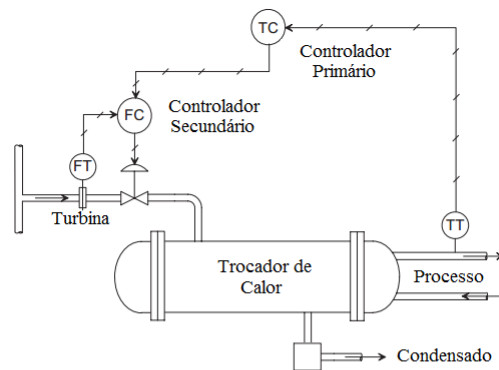 TC
Controlador
Primário
FC
Controlador
Secundário
FT
Turbina
TT
Trocador de
Calor
Processo
Condensado